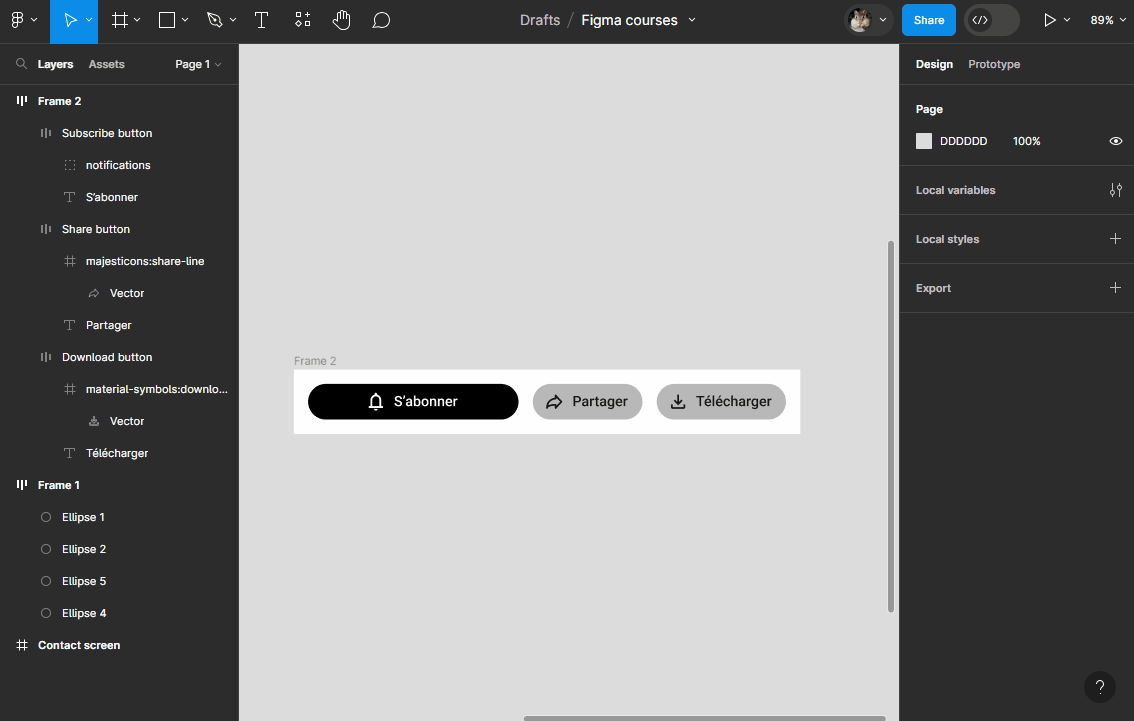 Drafts / Figma courses
Share
89%
Layers
Assets
Page 1
Frame 2
Subscribe button
notifications
S’abonner
Share button
majesticons:share-line
Vector
Partager
Download button
material-symbols:downlo...
Vector
Télécharger
Frame 1
Ellipse 1
Ellipse 2
Ellipse 5
Ellipse 4
Contact screen
Frame 2
S’abonner
Partager
Télécharger
Design
Prototype
Page
DDDDDD
100%
Local variables
Local styles
Export
?